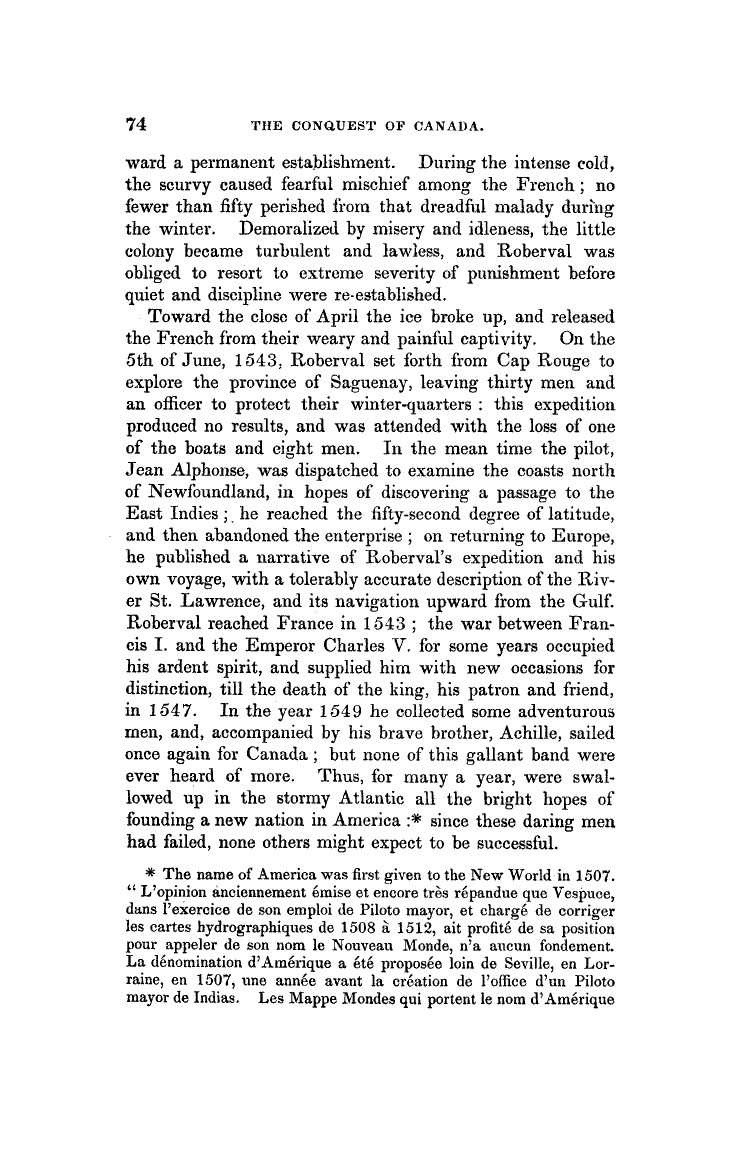 74 THE CONQUEST OF CANADA.
ward a permanent establishment. During the intense cold,
the scurvy caused fearful mischief among the French ; no
fewer than fifty perished from that dreadful malady during
the winter. Demoralized by misery and idleness, the little
colony became turbulent and lawless, and Roberval was
obliged to resort to extreme severity of punishment before
quiet and discipline were re-established.
Toward the close of April the ice broke up, and released
the French from their weary and painful captivity. On the
5th of June, 1543, Roberval set forth from Cap Rouge to
explore the province of Saguenay, leaving thirty men and
an officer to protect their winter-quarters : this expedition
produced no results, and was attended with the loss of one
of the boats and eight men. In the mean time the pilot,
Jean Alphonse, was dispatched to examine the coasts north
of Newfoundland, in hopes of discovering a passage to the
East Indies ; he reached the fifty-second degree of latitude,
and then abandoned the enterprise ; on returning to Europe,
he published a narrative of Roberval's expedition and his
own voyage, with a tolerably accurate description of the Riv-
er St. Lawrence, and its navigation upward from the Gulf.
Roberval reached France in 1543 ; the war between Fran-
cis I. and the Emperor Charles V. for some years occupied
his ardent spirit, and supplied him with new occasions for
distinction, till the death of the king, his patron and friend,
in 1547. In the year 1549 he collected some adventurous
men, and, accompanied by his brave brother, Achille, sailed
once again for Canada ; but none of this gallant band were
ever heard of more. Thus, for many a year, were swal-
lowed up in the stormy Atlantic all the bright hopes of
founding a new nation in America :* since these daring men
had failed, none others might expect to be successful.
* The name of America was first given to the New World in 1507.
“ L'opinion anciennement émise et encore très répandue que Vespuce,
dans l'exercice de son emploi de Piloto mayor, et chargé de corriger
les cartes hydrographiques de 1508 à 1512, ait profité de sa position
pour appeler de son nom le Nouveau Monde, n'a aucun fondement.
La dénomination d'Amérique a été proposée loin de Seville, en Lor-
raine, en 1507, une année avant la création de l'office d'un Piloto
mayor de Indias. Les Mappe Mondes qui portent le nom d'Amérique